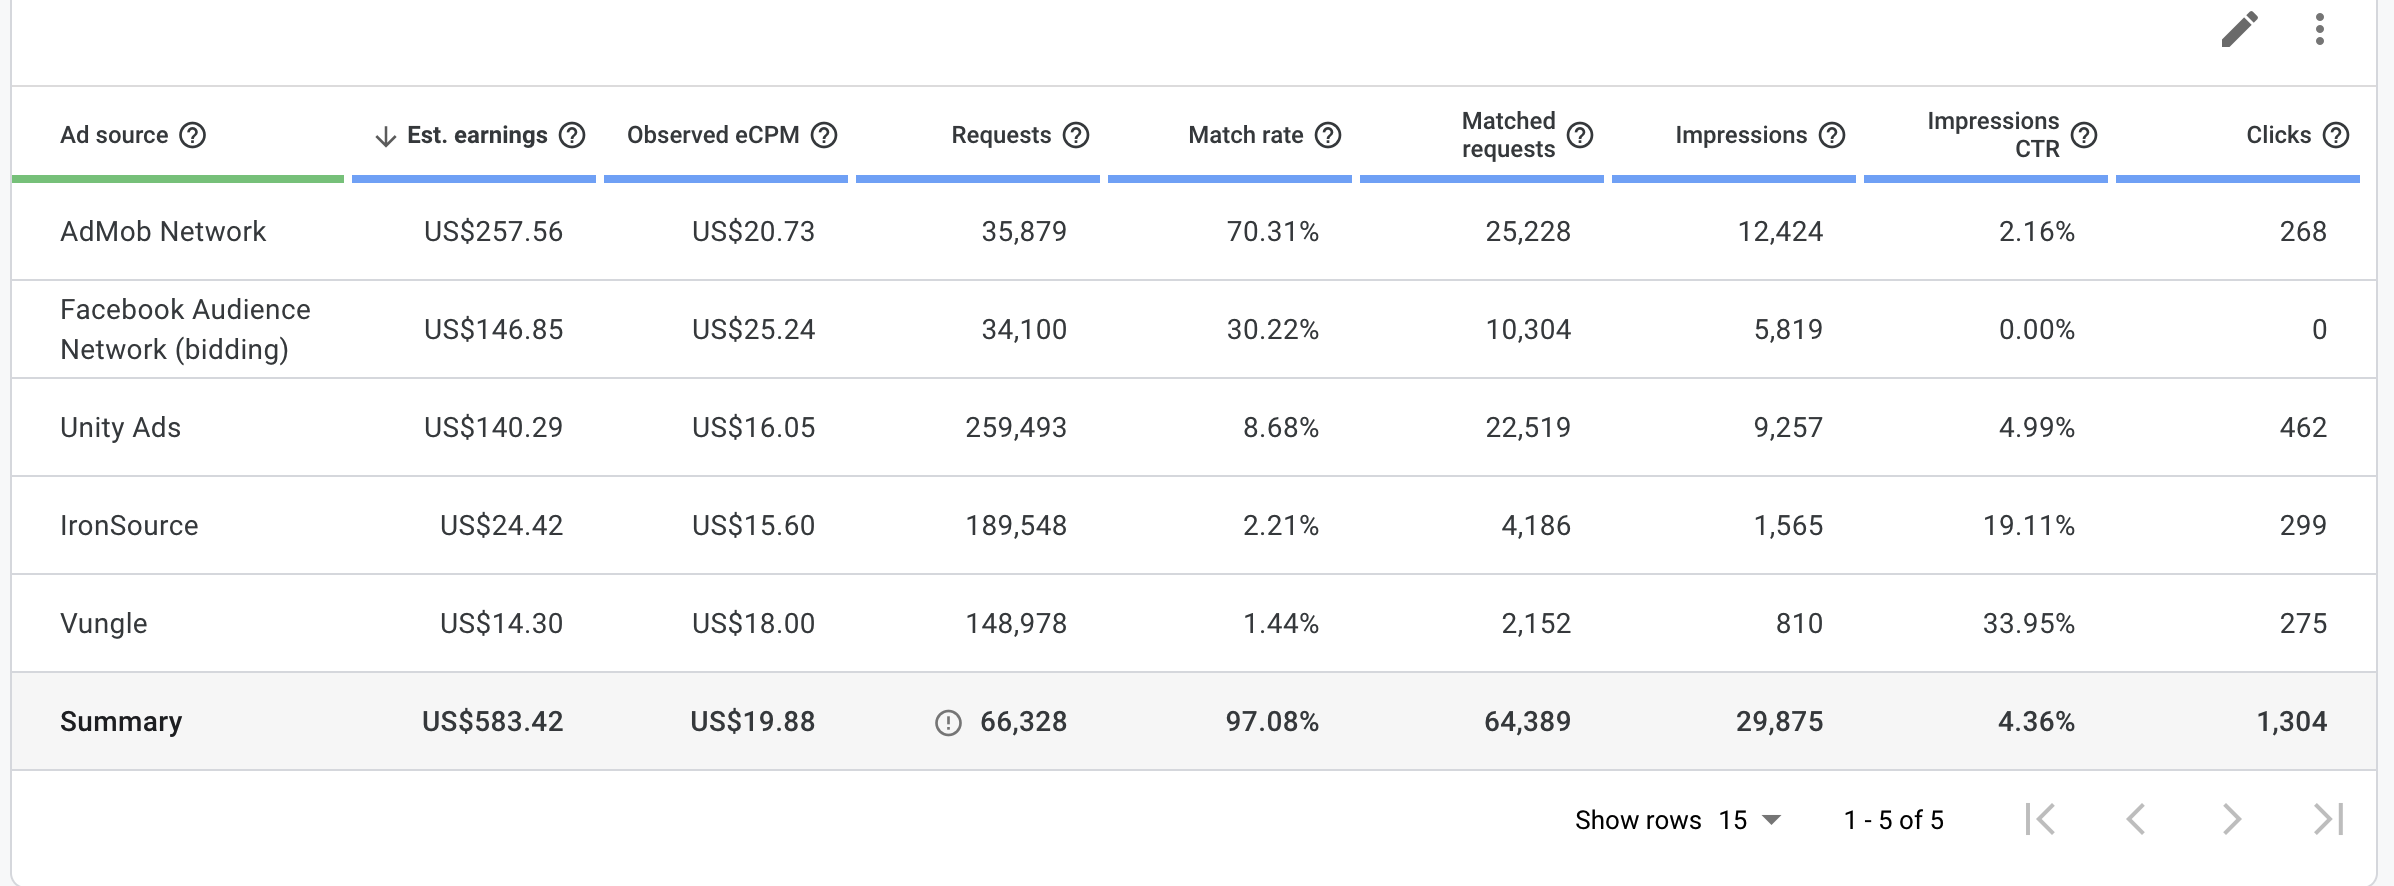 Ad source Est. earnings Observed eCPM Requests Match rate Matched requests Impressions Impressions CTR Clicks
AdMob Network US$257.56 US$20.73 35,879 70.31% 25,228 12,424 2.16% 268
Facebook Audience Network (bidding) US$146.85 US$25.24 34,100 30.22% 10,304 5,819 0.00% 0
Unity Ads US$140.29 US$16.05 259,493 8.68% 22,519 9,257 4.99% 462
IronSource US$24.42 US$15.60 189,548 2.21% 4,186 1,565 19.11% 299
Vungle US$14.30 US$18.00 148,978 1.44% 2,152 810 33.95% 275
Summary US$583.42 US$19.88 66,328 97.08% 64,389 29,875 4.36% 1,304
Show rows 15 1 - 5 of 5